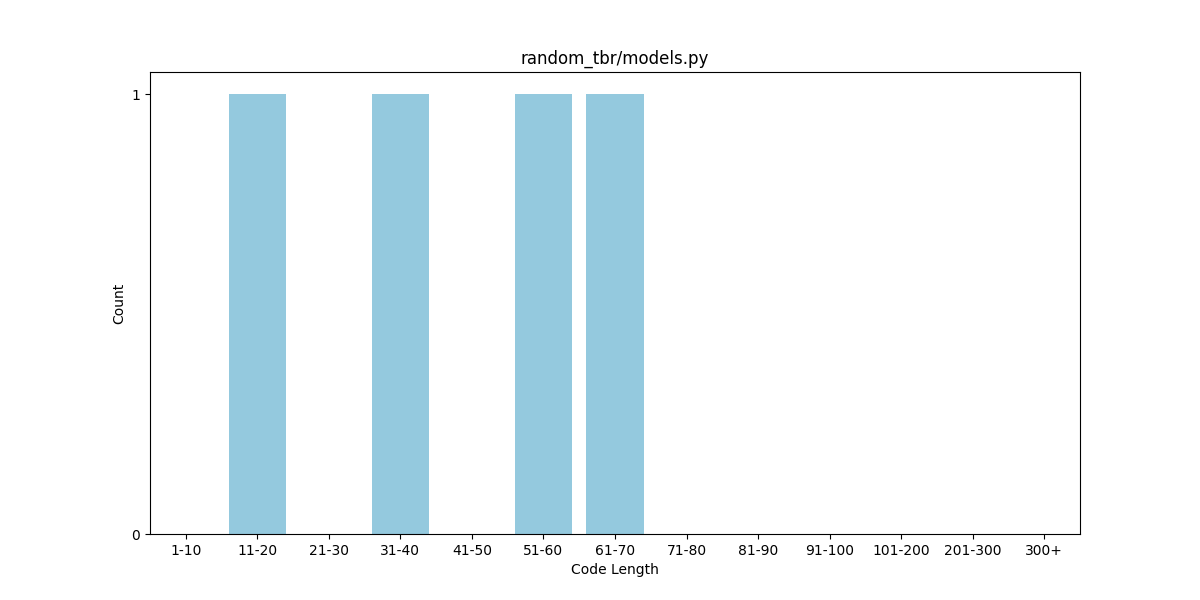 random_tbr/models.py
Count
1
0
1-10 11-20 21-30 31-40 41-50 51-60 61-70 71-80 81-90 91-100 101-200 201-300 300+
Code Length